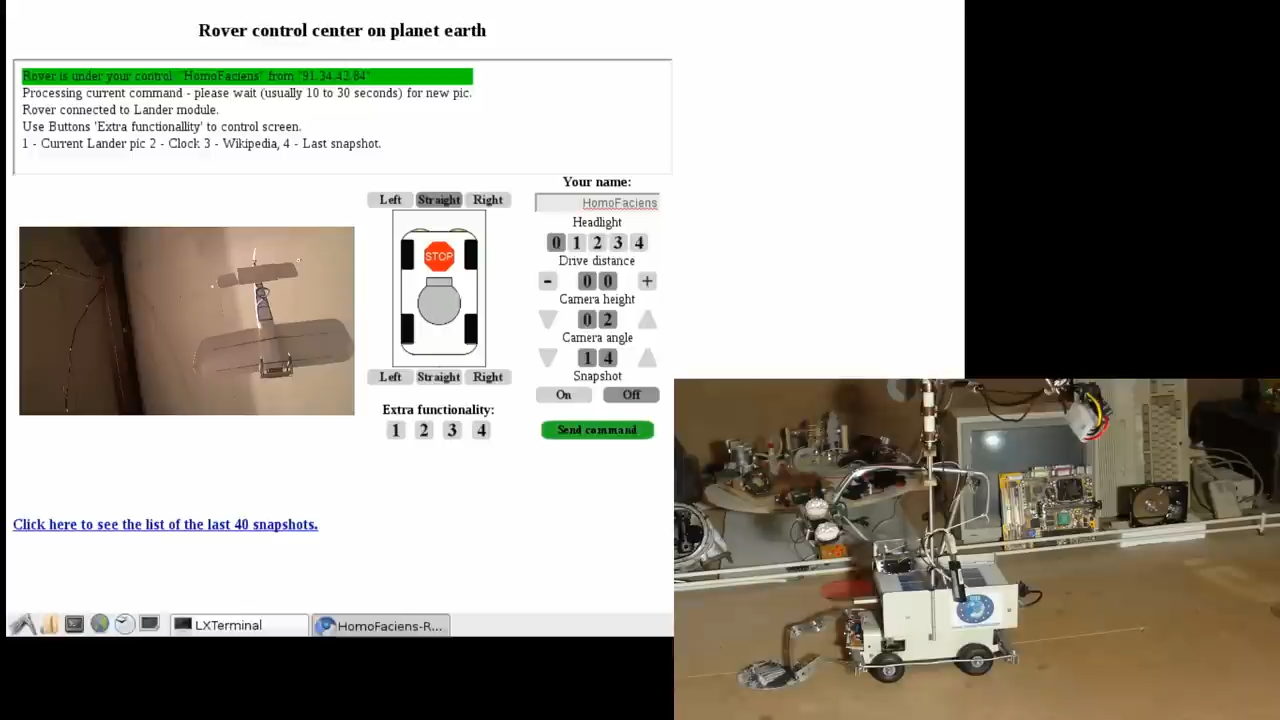 Rover control center on planet earth
Rover is under your control: "HomoFaciens" from "91.34.42.84"
Processing current command - please wait (usually 10 to 30 seconds) for new pic.
Rover connected to Lander module.
Use Buttons 'Extra functionallity' to control screen.
1 - Current Lander pic 2 - Clock 3 - Wikipedia, 4 - Last snapshot.
Your name:
Left Straight Right
HomoFaciens
Headlight
0 1 2 3 4
STOP
Drive distance
- 0 0 +
Camera height
0 2
Camera angle
1 4
Left Straight Right
Snapshot
On Off
Extra functionality:
1 2 3 4
Send command
Click here to see the list of the last 40 snapshots.
LXTerminal
HomoFaciens-R...